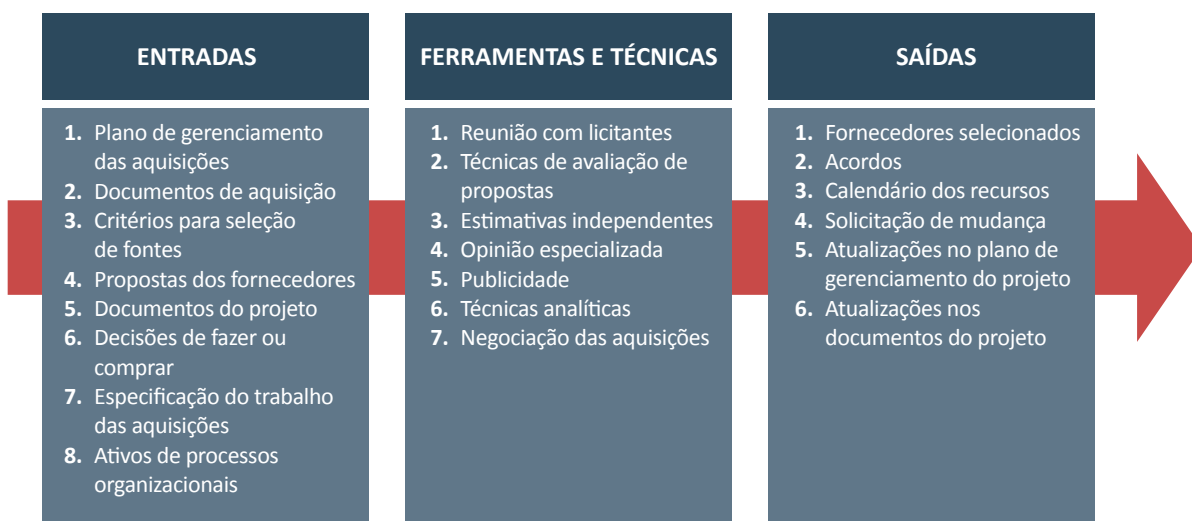 ENTRADAS
1. Plano de gerenciamento
das aquisições
2. Documentos de aquisição
3. Critérios para seleção
de fontes
4. Propostas dos fornecedores
5. Documentos do projeto
6. Decisões de fazer ou
comprar
7. Especificação do trabalho
das aquisições
8. Ativos de processos
organizacionais
FERRAMENTAS E TÉCNICAS
1. Reunião com licitantes
2. Técnicas de avaliação de
propostas
3. Estimativas independentes
4. Opinião especializada
5. Publicidade
6. Técnicas analíticas
7. Negociação das aquisições
SAÍDAS
1. Fornecedores selecionados
2. Acordos
3. Calendário dos recursos
4. Solicitação de mudança
5. Atualizações no plano de
gerenciamento do projeto
6. Atualizações nos
documentos do projeto